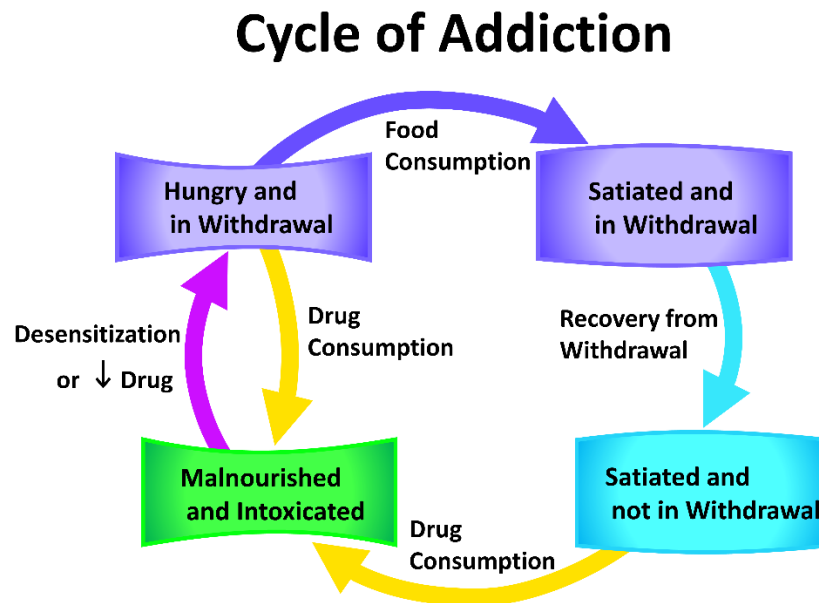 Cycle of Addiction
Food
Consumption
Hungry and
in Withdrawal
Satiated and
in Withdrawal
Desensitization
or ↓ Drug
Drug
Consumption
Recovery from
Withdrawal
Malnourished
and Intoxicated
Satiated and
not in Withdrawal
Drug
Consumption